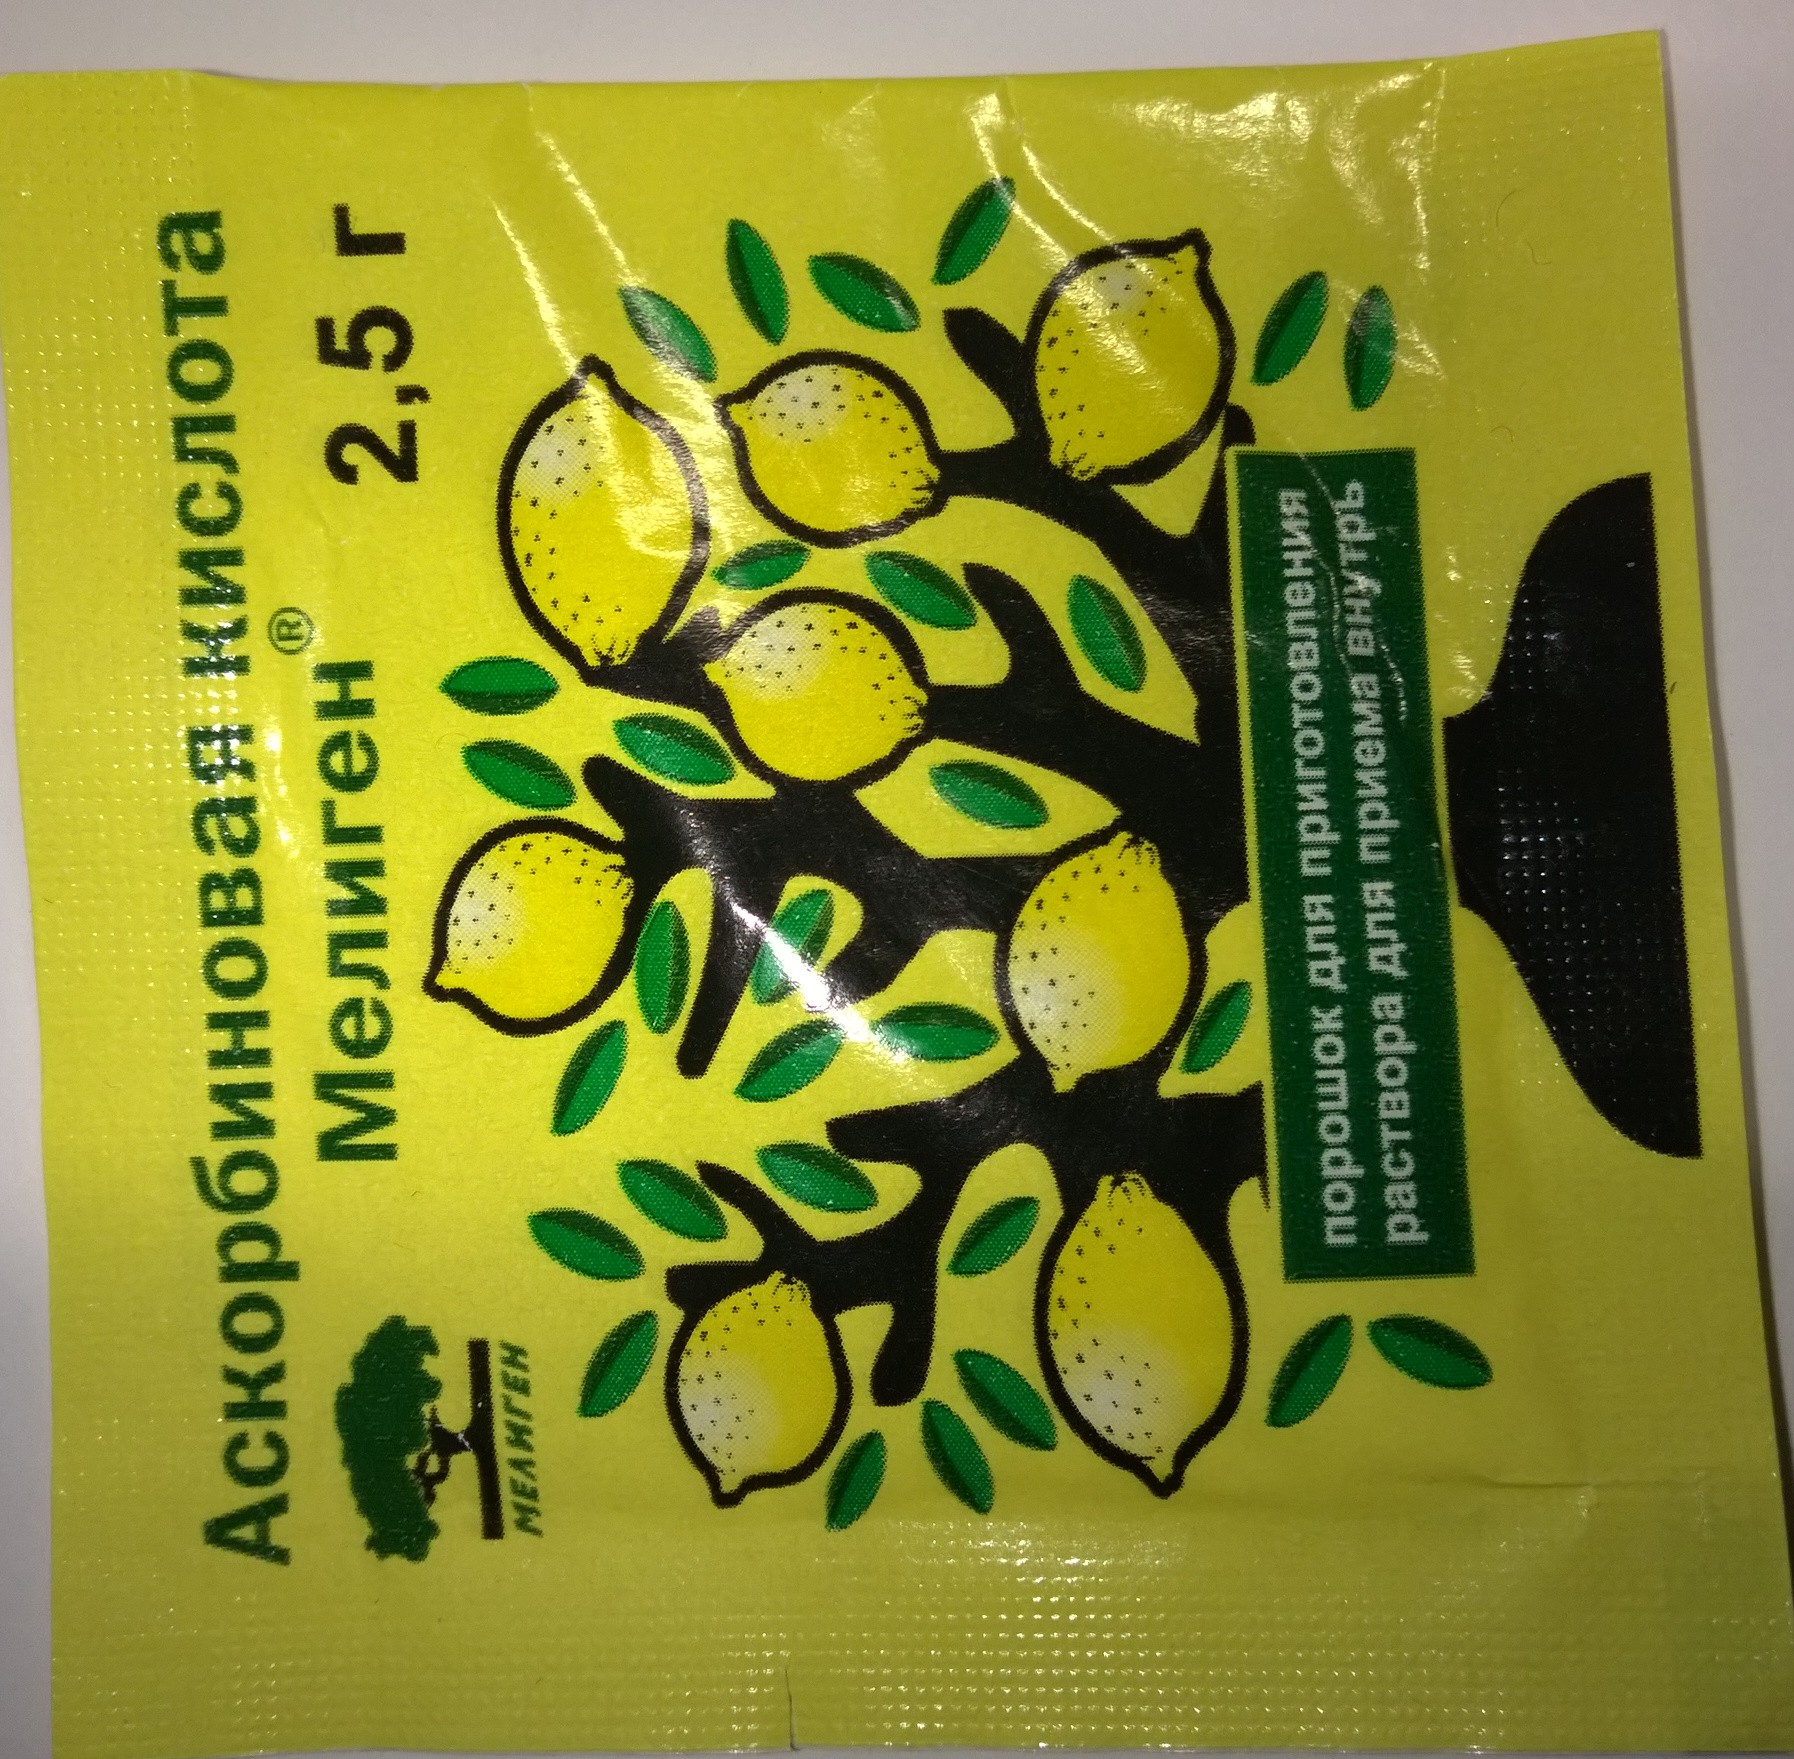 Аскорбиновая кислота
Мелиген® 2,5 г
МЕЛИГЕН
порошок для приготовления
раствора для приема внутрь